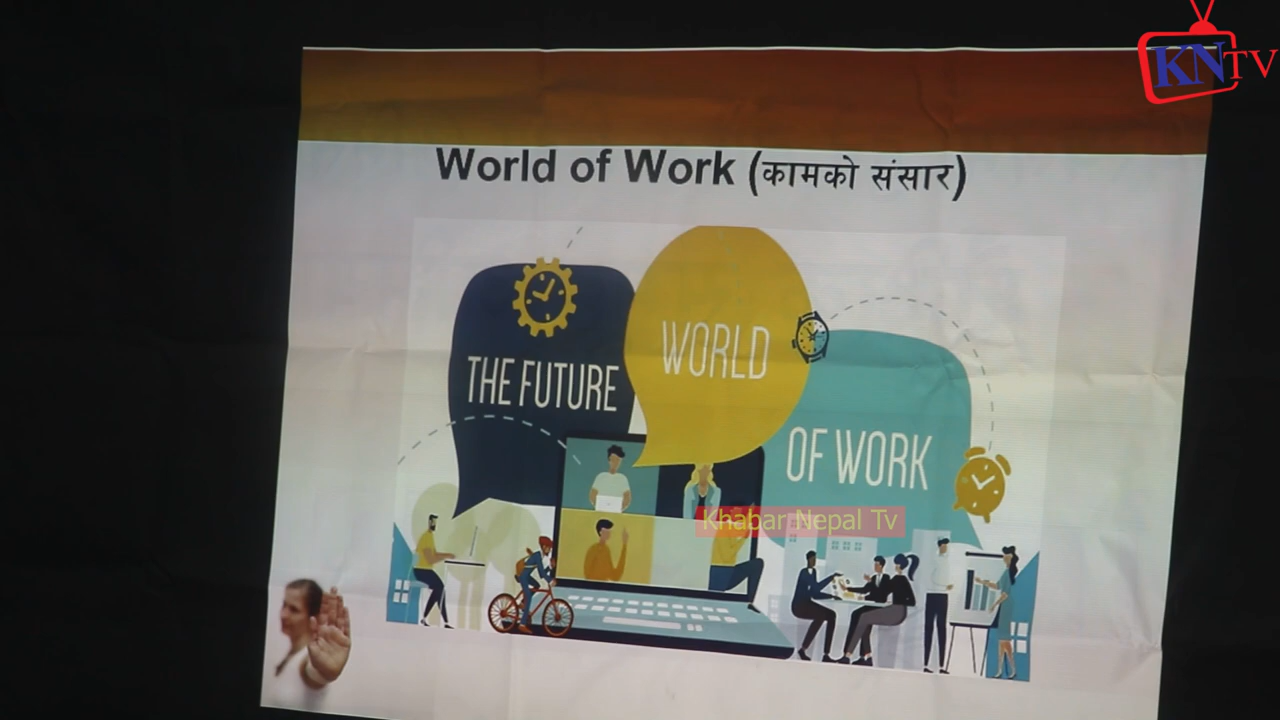 KNTV
World of Work (कामको संसार)
THE FUTURE
WORLD
OF WORK
Khabar Nepal Tv